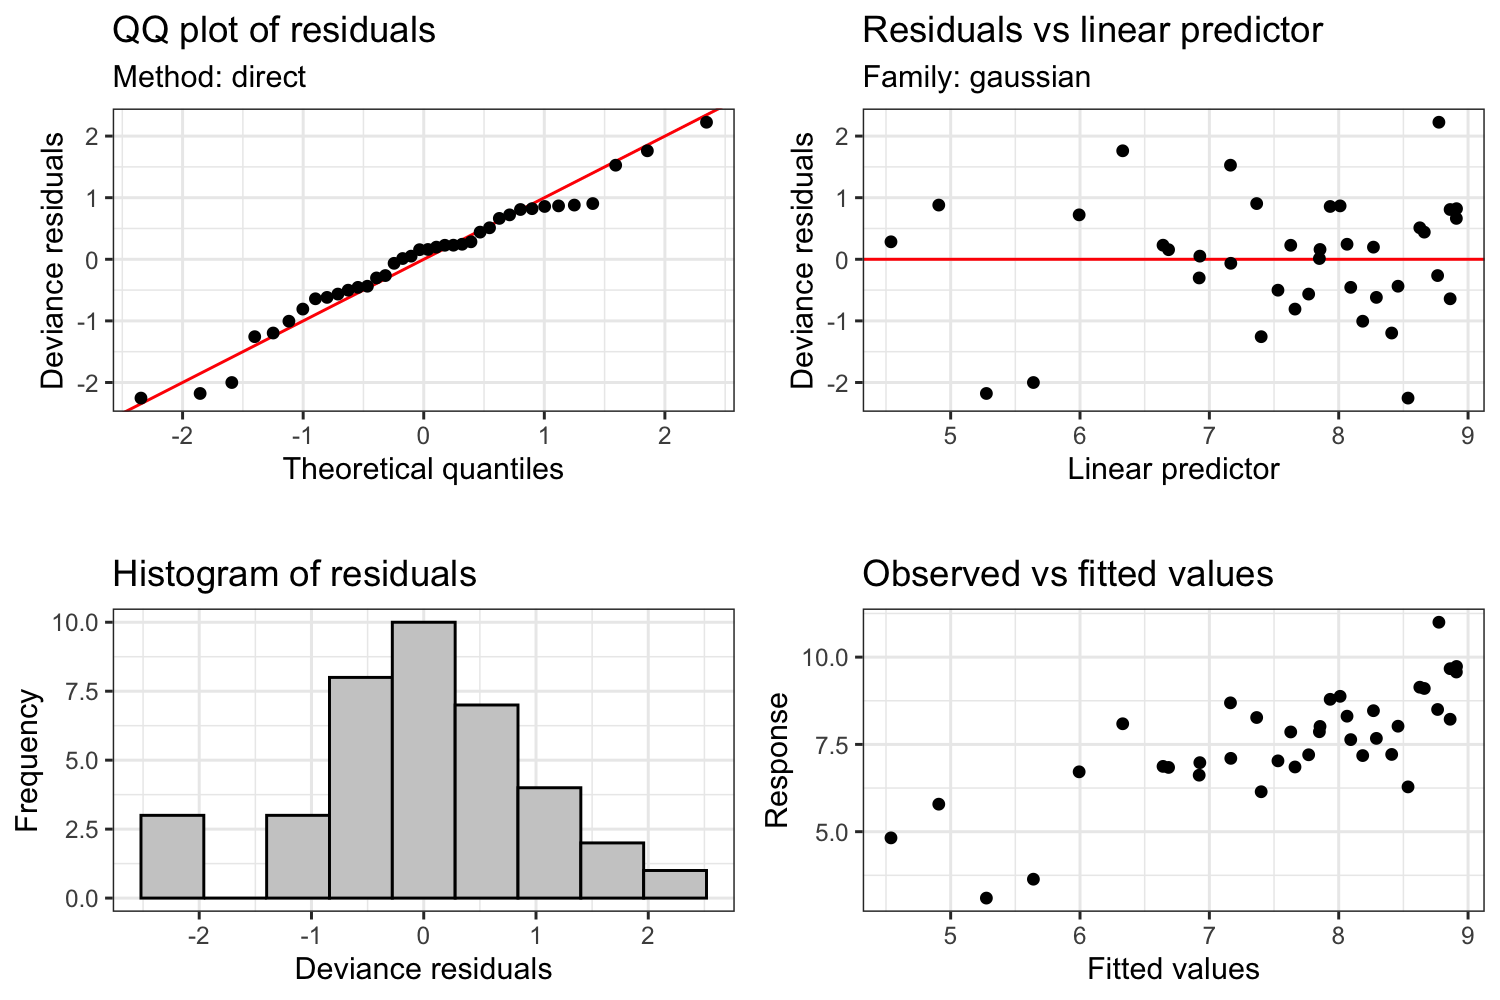 QQ plot of residuals
Method: direct
Deviance residuals
2
1
0
-1
-2
-2 -1 0 1 2
Theoretical quantiles
Residuals vs linear predictor
Family: gaussian
Deviance residuals
2
1
0
-1
-2
5 6 7 8 9
Linear predictor
Histogram of residuals
Frequency
10.0
7.5
5.0
2.5
0.0
-2 -1 0 1 2
Deviance residuals
Observed vs fitted values
Response
10.0
7.5
5.0
5 6 7 8 9
Fitted values